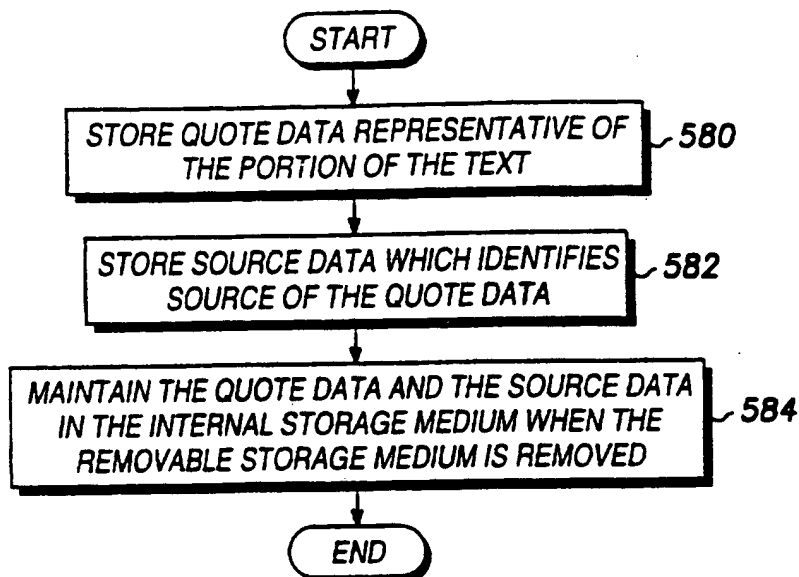 START
STORE QUOTE DATA REPRESENTATIVE OF
THE PORTION OF THE TEXT
580
STORE SOURCE DATA WHICH IDENTIFIES
SOURCE OF THE QUOTE DATA
582
MAINTAIN THE QUOTE DATA AND THE SOURCE DATA
IN THE INTERNAL STORAGE MEDIUM WHEN THE
REMOVABLE STORAGE MEDIUM IS REMOVED
584
END